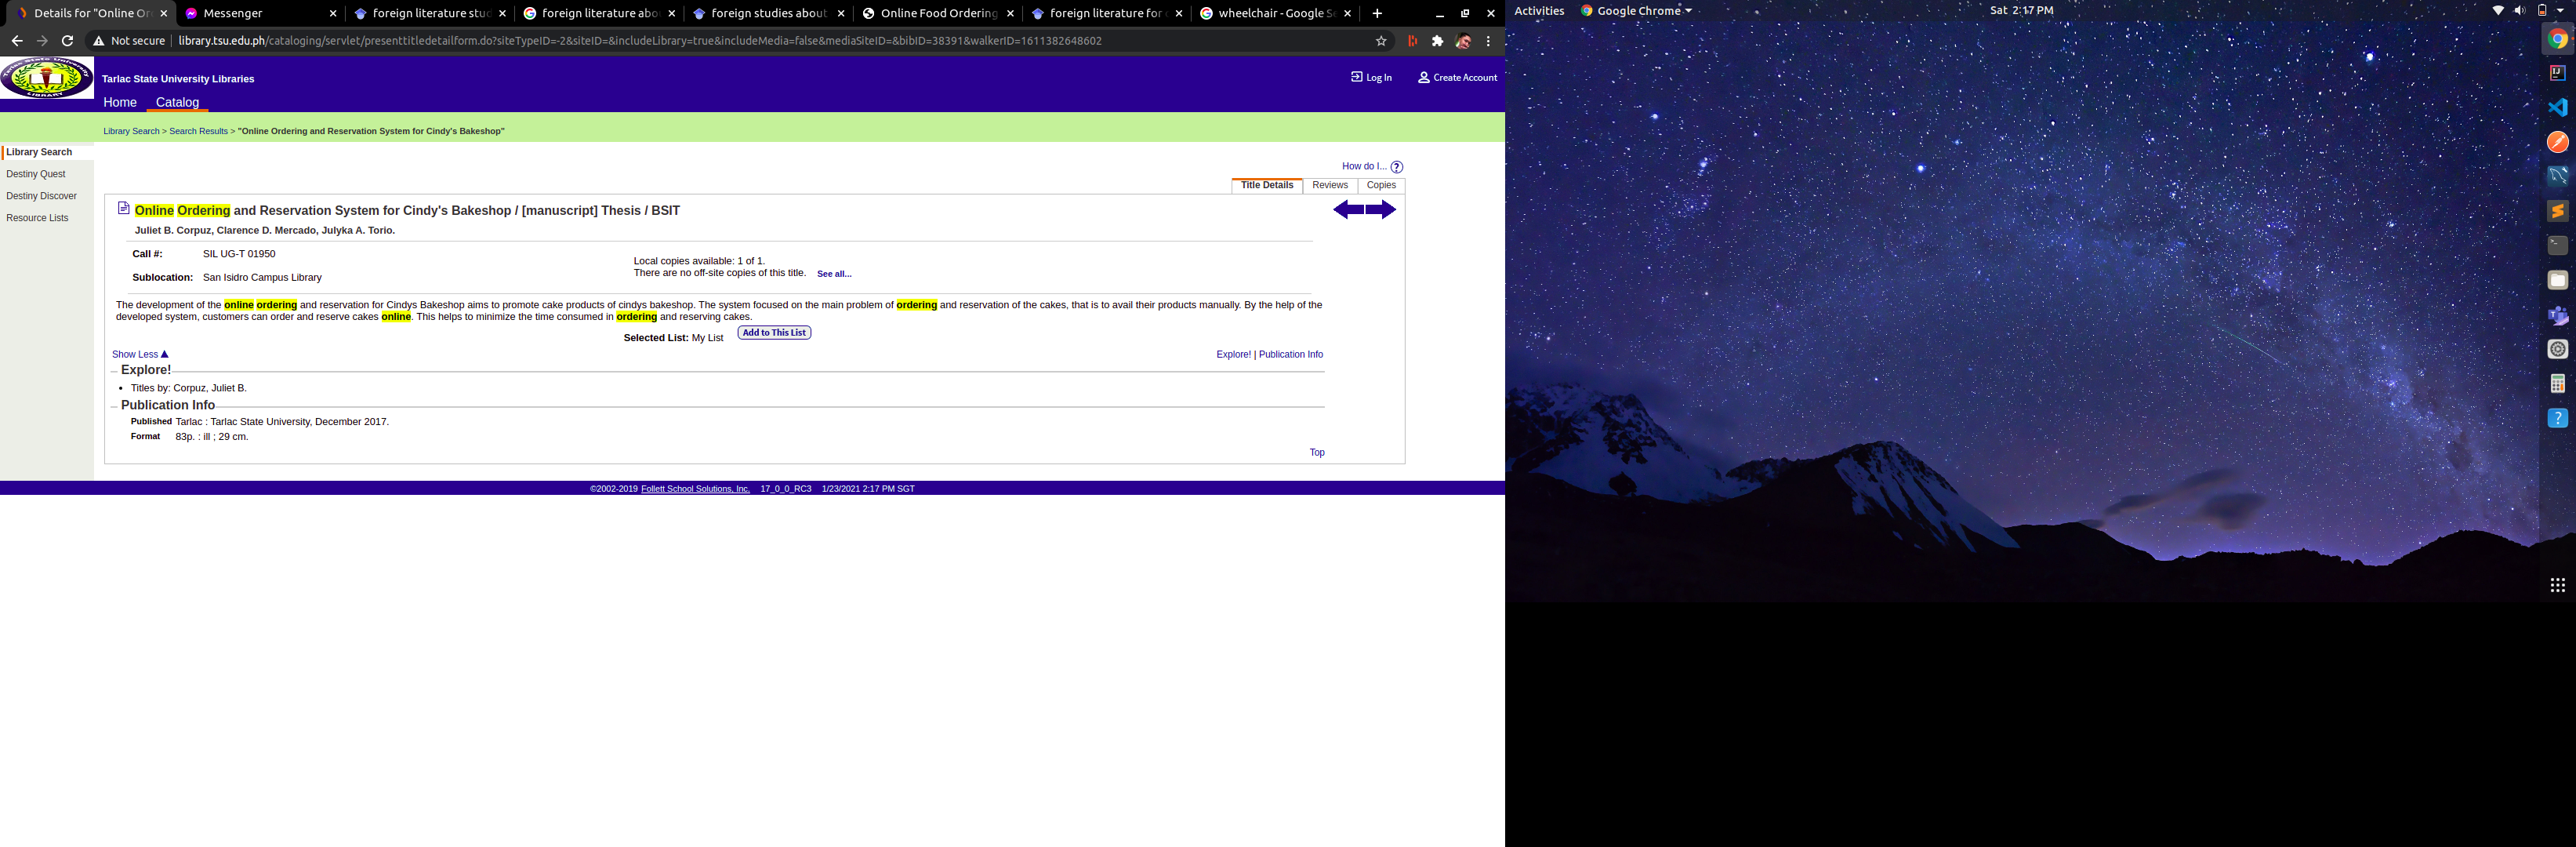 Details for "Online Or
Messenger
foreign literature stud
foreign literature abou
foreign studies about
Online Food Ordering
foreign literature for
wheelchair - Google Se
Activities
Google Chrome
Sat 2:17 PM
Not secure
library.tsu.edu.ph/cataloging/servlet/presenttitledetailform.do?siteTypeID=-2&siteID=&includeLibrary=true&includeMedia=false&mediaSiteID=&bibID=38391&walkerID=1611382648602
Tarlac State University
LIBRARY
Tarlac State University Libraries
Log In
Create Account
Home
Catalog
Library Search > Search Results > "Online Ordering and Reservation System for Cindy's Bakeshop"
Library Search
Destiny Quest
Destiny Discover
Resource Lists
How do I... ?
Title Details
Reviews
Copies
Online Ordering and Reservation System for Cindy's Bakeshop / [manuscript] Thesis / BSIT
Juliet B. Corpuz, Clarence D. Mercado, Julyka A. Torio.
Call #: SIL UG-T 01950
Sublocation: San Isidro Campus Library
Local copies available: 1 of 1.
There are no off-site copies of this title. See all...
The development of the online ordering and reservation for Cindys Bakeshop aims to promote cake products of cindys bakeshop. The system focused on the main problem of ordering and reservation of the cakes, that is to avail their products manually. By the help of the
developed system, customers can order and reserve cakes online. This helps to minimize the time consumed in ordering and reserving cakes.
Selected List: My List
Add to This List
Show Less
Explore! | Publication Info
Explore!
Titles by: Corpuz, Juliet B.
Publication Info
Published Tarlac : Tarlac State University, December 2017.
Format 83p. : ill ; 29 cm.
Top
©2002-2019 Follett School Solutions, Inc. 17_0_0_RC3 1/23/2021 2:17 PM SGT